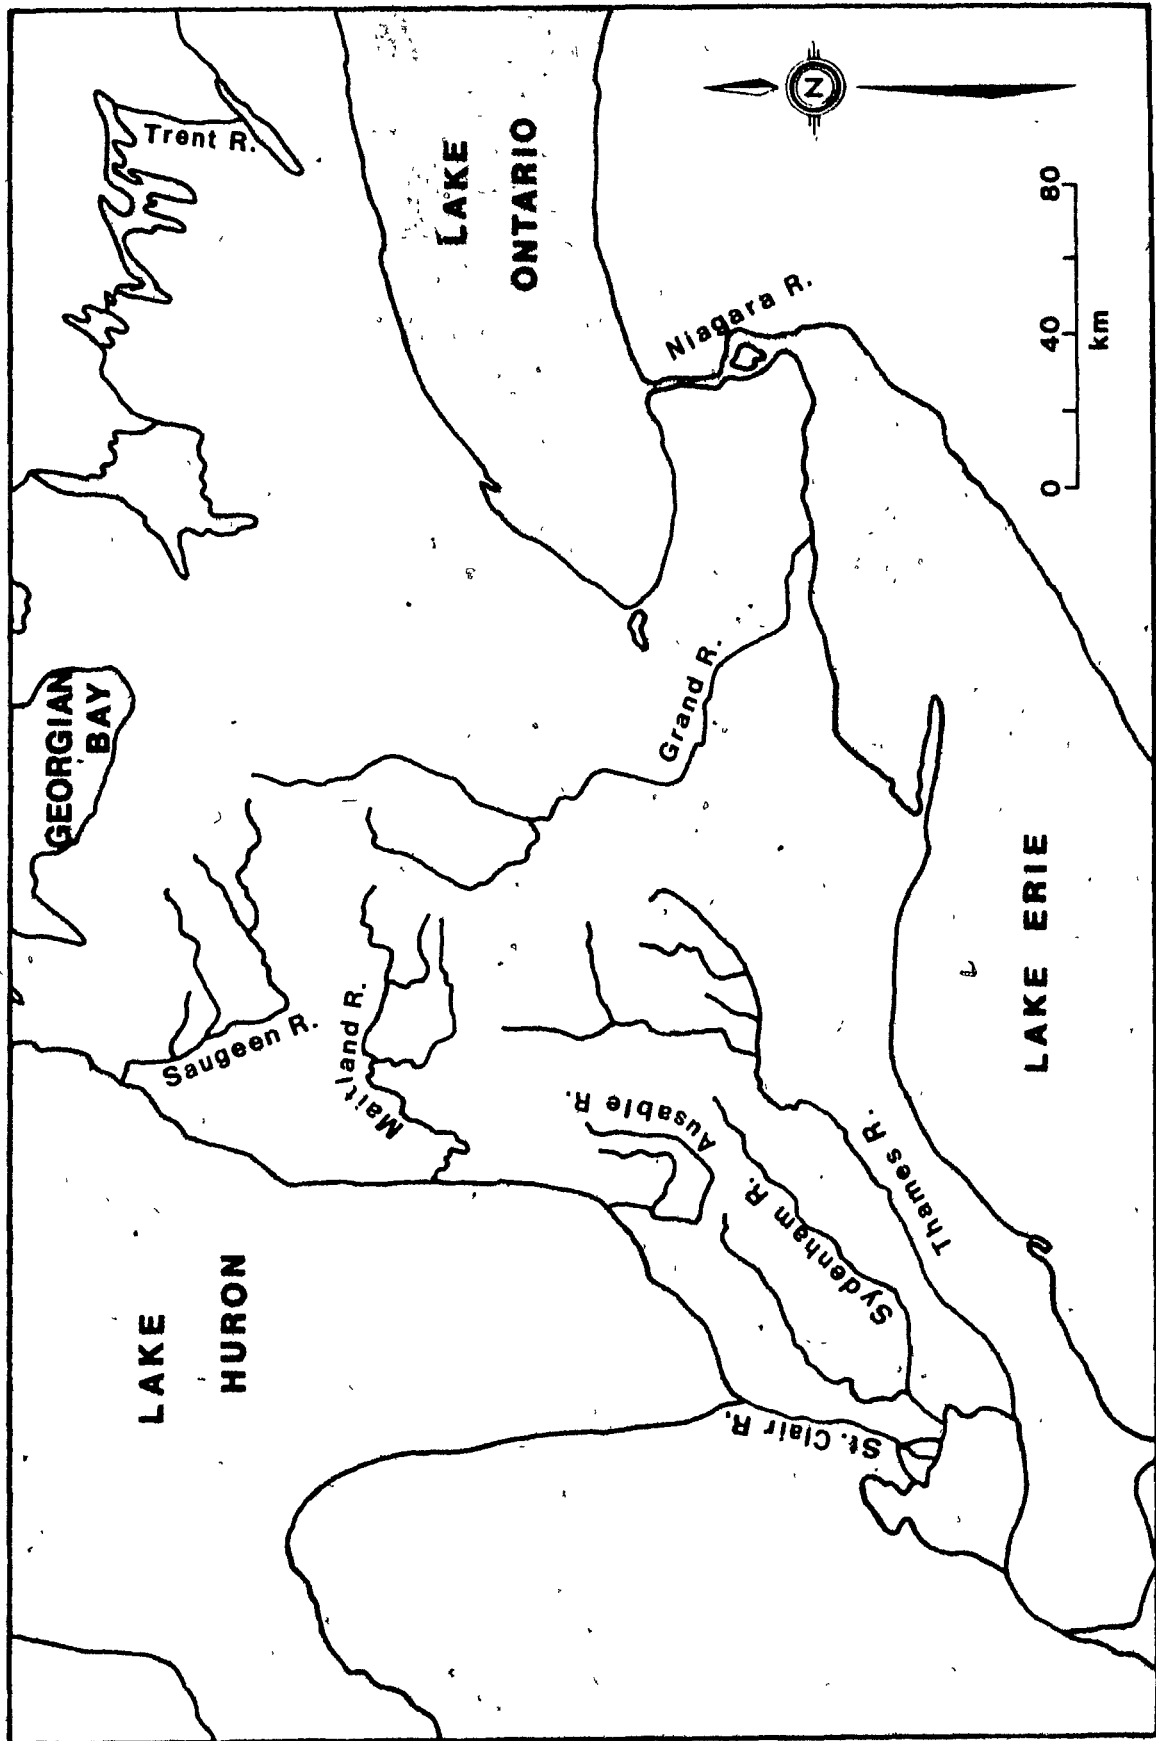 GEORGIAN
BAY
Trent R.
LAKE
HURON
Saugeen R.
Maitland R.
LAKE
ONTARIO
Ausable R.
Grand R.
Niagara R.
Sydenham R.
St. Clair R.
Thames R.
LAKE ERIE
N
0 40 80
km